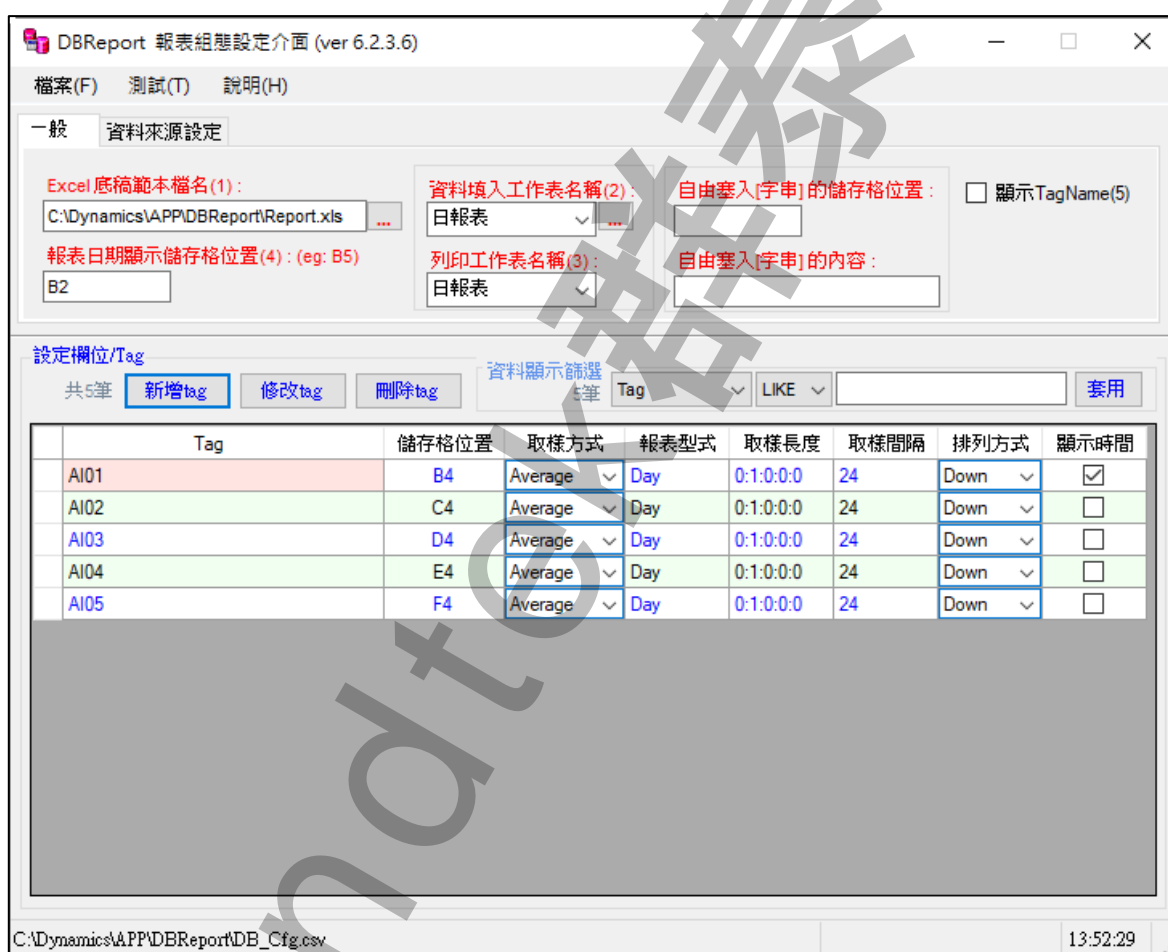 DBReport 報表組態設定介面 (ver 6.2.3.6)
檔案(F) 測試(T) 說明(H)
一般 資料來源設定
Excel 底稿範本檔名(1) : 資料填入工作表名稱(2) : 自由塞入[字串] 的儲存格位置 : 顯示TagName(5)
C:\Dynamics\APP\DBReport\Report.xls ... 日報表 ...
報表日期顯示儲存格位置(4) : (eg: B5) 列印工作表名稱(3) : 自由塞入[字串] 的內容 :
B2 日報表
設定欄位/Tag
資料顯示篩選
共5筆 新增tag 修改tag 刪除tag 5筆 Tag LIKE 套用
Tag 儲存格位置 取樣方式 報表型式 取樣長度 取樣間隔 排列方式 顯示時間
AI01 B4 Average Day 0:1:0:0:0 24 Down
AI02 C4 Average Day 0:1:0:0:0 24 Down
AI03 D4 Average Day 0:1:0:0:0 24 Down
AI04 E4 Average Day 0:1:0:0:0 24 Down
AI05 F4 Average Day 0:1:0:0:0 24 Down
C:\Dynamics\APP\DBReport\DB_Cfg.csv 13:52:29
ndtek群泰